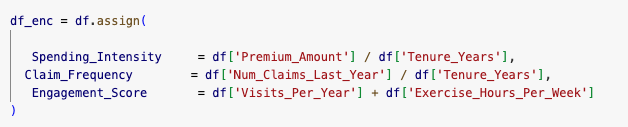 df_enc = df.assign(
Spending_Intensity = df['Premium_Amount'] / df['Tenure_Years'],
Claim_Frequency = df['Num_Claims_Last_Year'] / df['Tenure_Years'],
Engagement_Score = df['Visits_Per_Year'] + df['Exercise_Hours_Per_Week']
)